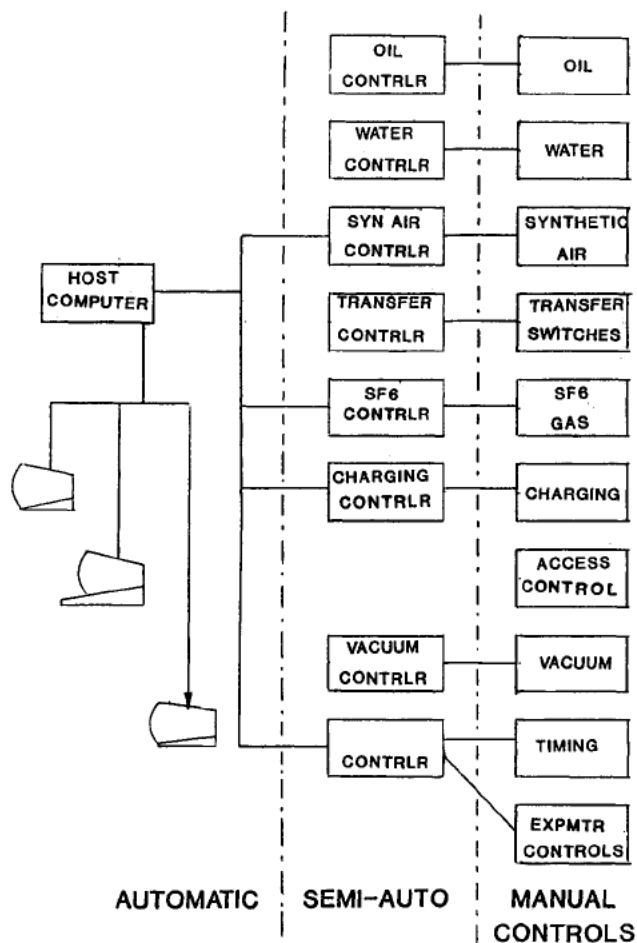 OIL
CONTRLR
OIL
WATER
CONTRLR
WATER
SYN AIR
CONTRLR
SYNTHETIC
AIR
HOST
COMPUTER
TRANSFER
CONTRLR
TRANSFER
SWITCHES
SF6
CONTRLR
SF6
GAS
CHARGING
CONTRLR
CHARGING
ACCESS
CONTROL
VACUUM
CONTRLR
VACUUM
CONTRLR
TIMING
EXPMTR
CONTROLS
AUTOMATIC
SEMI-AUTO
MANUAL
CONTROLS